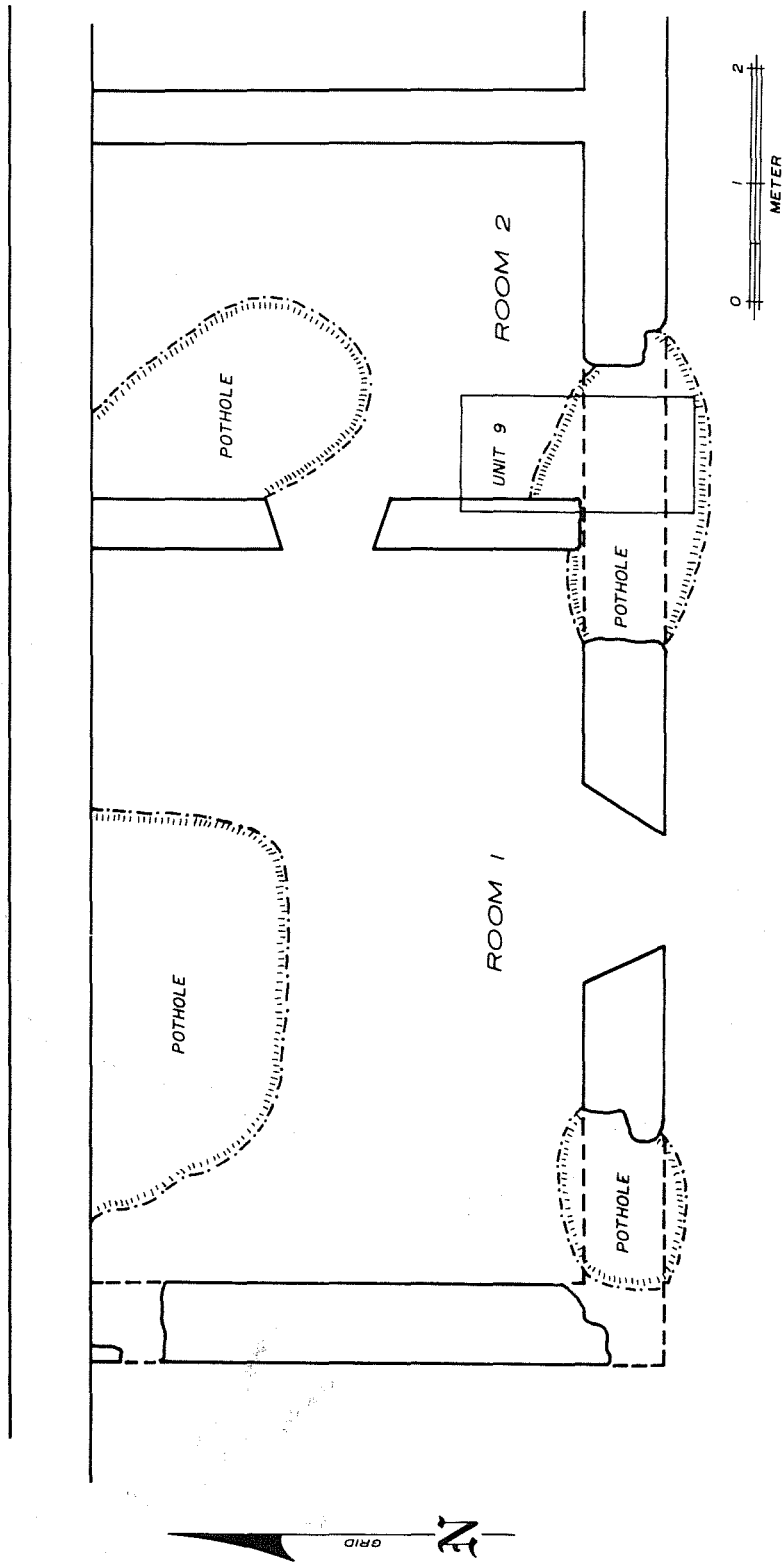 POTHOLE
ROOM 1
POTHOLE
POTHOLE
ROOM 2
UNIT 9
POTHOLE
0 1 2
METER
GRID
N